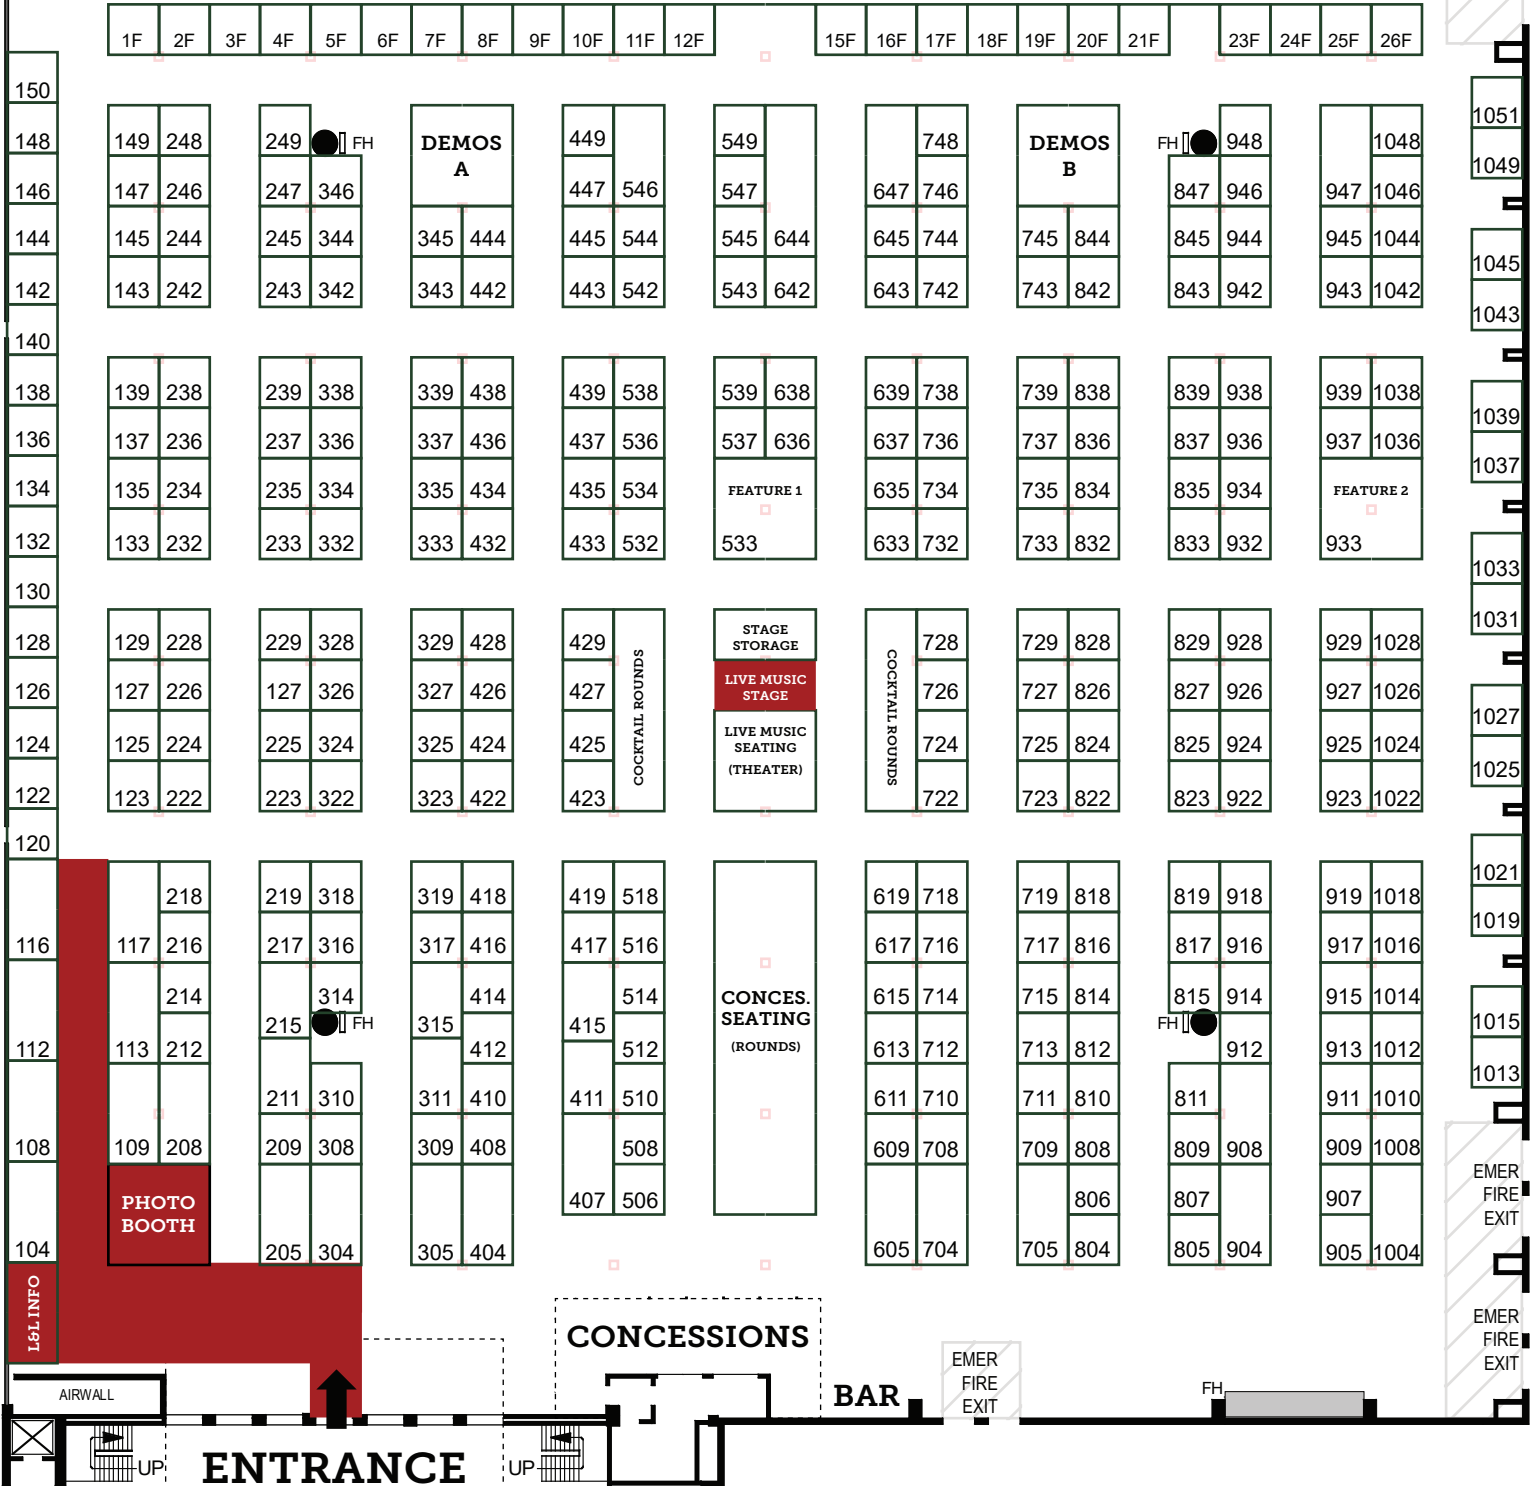 1F 2F 3F 4F 5F 6F 7F 8F 9F 10F 11F 12F 15F 16F 17F 18F 19F 20F 21F 23F 24F 25F 26F
150
1051
148 149 248 249 FH DEMOS 449 549 748 DEMOS FH 948 1048
A B
1049
146 147 246 247 346 447 546 547 647 746 847 946 947 1046
144 145 244 245 344 345 444 445 544 545 644 645 744 745 844 845 944 945 1044
1045
142 143 242 243 342 343 442 443 542 543 642 643 742 743 842 843 942 943 1042
1043
140
138 139 238 239 338 339 438 439 538 539 638 639 738 739 838 839 938 939 1038
1039
136 137 236 237 336 337 436 437 536 537 636 637 736 737 836 837 936 937 1036
1037
134 135 234 235 334 335 434 435 534 FEATURE 1 635 734 735 834 835 934 FEATURE 2
132 133 232 233 332 333 432 433 532 533 633 732 733 832 833 932 933
1033
130
1031
128 129 228 229 328 329 428 429 STAGE 728 729 828 829 928 929 1028
STORAGE
COCKTAIL ROUNDS
COCKTAIL ROUNDS
126 127 226 127 326 327 426 427 LIVE MUSIC 726 727 826 827 926 927 1026
STAGE
1027
LIVE MUSIC
124 125 224 225 324 325 424 425 SEATING 724 725 824 825 924 925 1024
(THEATER)
1025
122 123 222 223 322 323 422 423 722 723 822 823 922 923 1022
120
1021
218 219 318 319 418 419 518 619 718 719 818 819 918 919 1018
1019
116 117 216 217 316 317 416 417 516 617 716 717 816 817 916 917 1016
214 314 414 514 CONCES. 615 714 715 814 815 914 915 1014
215 FH 315 415 SEATING FH 1015
112 113 212 412 512 (ROUNDS) 613 712 713 812 912 913 1012
1013
211 310 311 410 411 510 611 710 711 810 811 911 1010
108 109 208 209 308 309 408 508 609 708 709 808 809 908 909 1008
EMER
FIRE
EXIT
PHOTO 407 506 806 807 907
BOOTH
104 205 304 305 404 605 704 705 804 805 904 905 1004
L&L INFO
EMER
FIRE
EXIT
CONCESSIONS
EMER
FIRE
EXIT
AIRWALL
BAR
FH
UP ENTRANCE UP